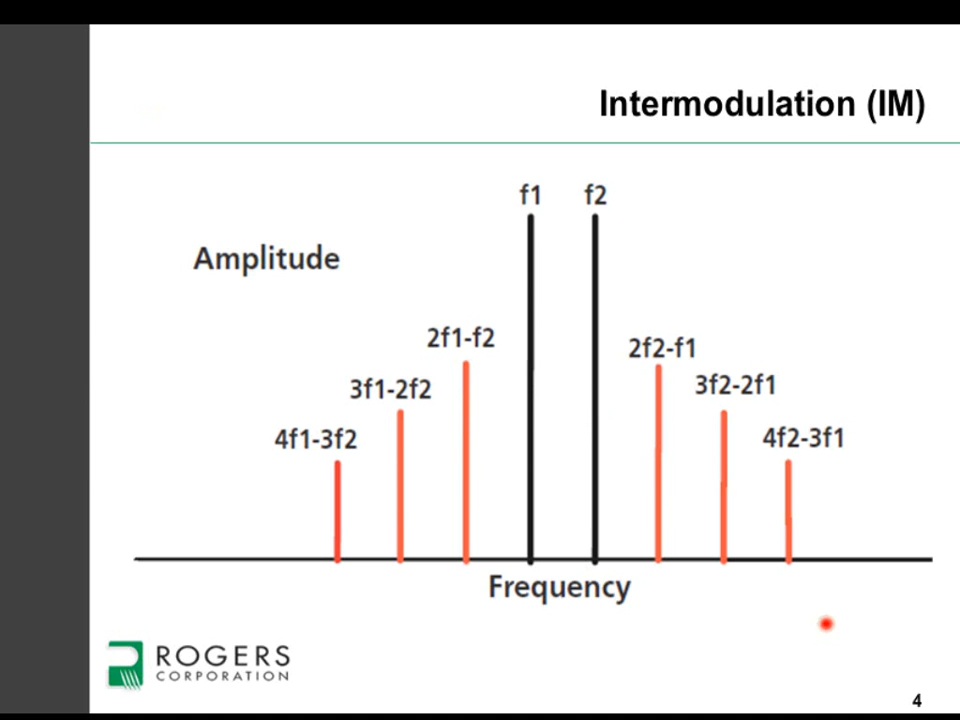 Intermodulation (IM)
f1 f2
Amplitude
2f1-f2
2f2-f1
3f1-2f2
3f2-2f1
4f1-3f2
4f2-3f1
Frequency
ROGERS
CORPORATION
4